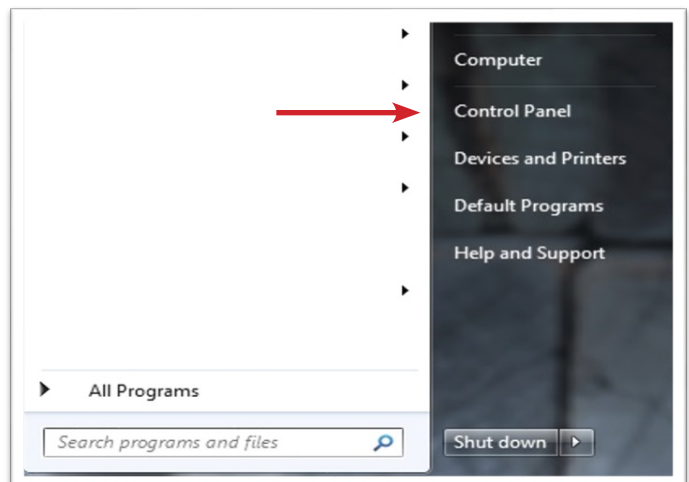 Computer
Control Panel
Devices and Printers
Default Programs
Help and Support
All Programs
Search programs and files
Shut down